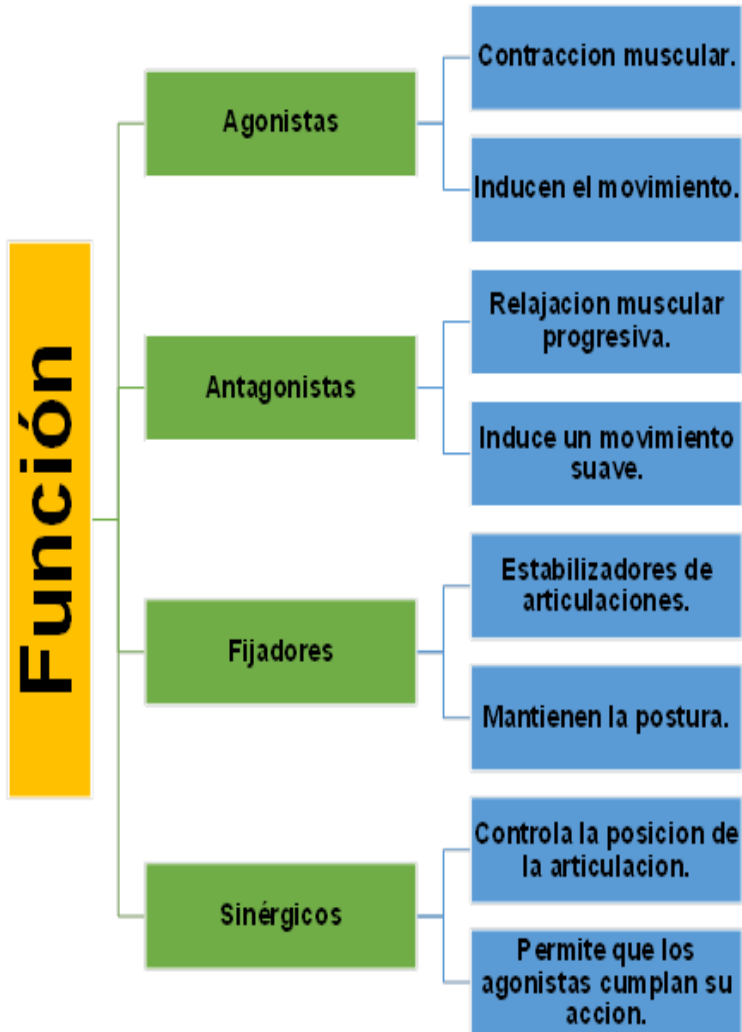 Función
Agonistas
Contraccion muscular.
Inducen el movimiento.
Antagonistas
Relajacion muscular
progresiva.
Induce un movimiento
suave.
Fijadores
Estabilizadores de
articulaciones.
Mantienen la postura.
Sinérgicos
Controla la posicion de
la articulacion.
Permite que los
agonistas cumplan su
accion.